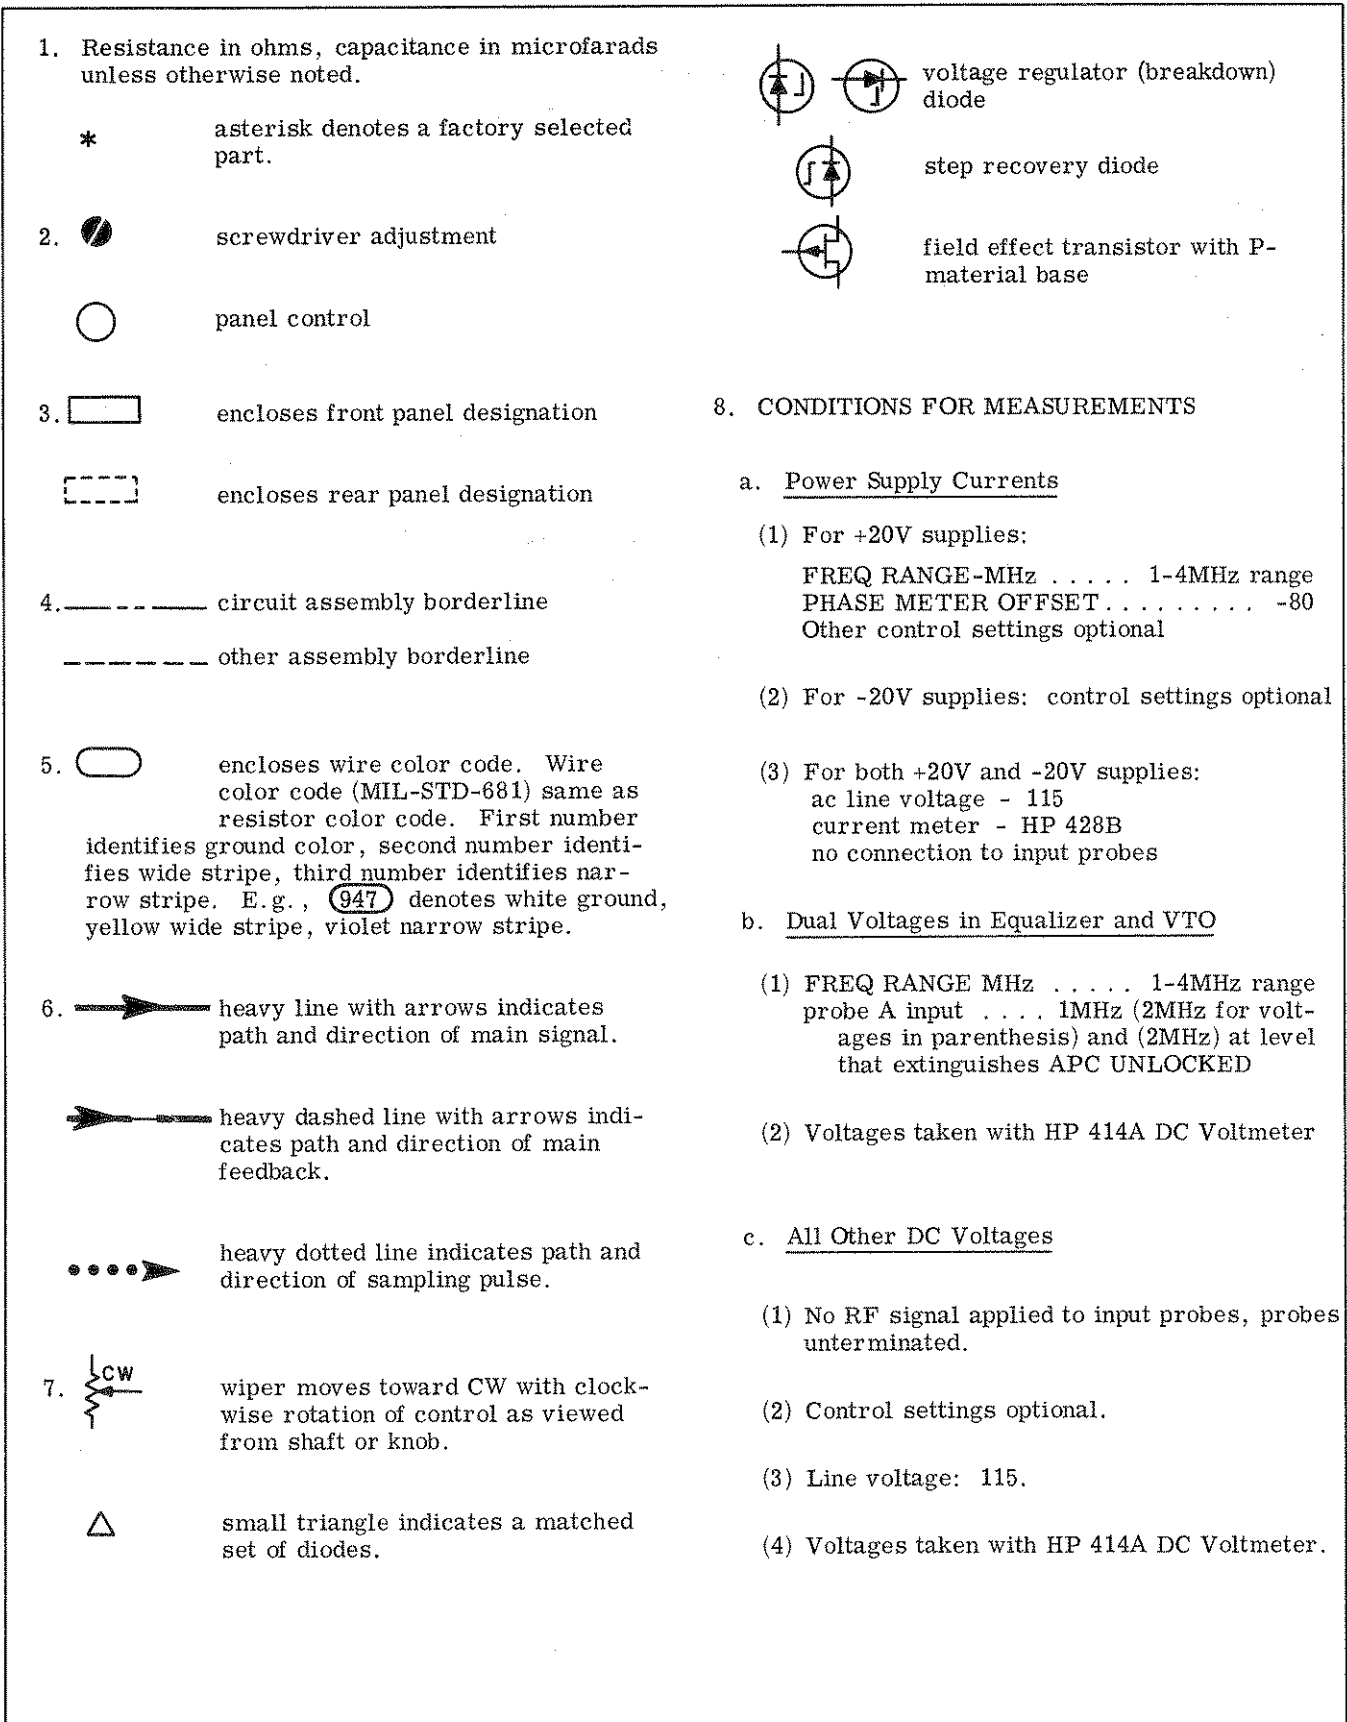 1. Resistance in ohms, capacitance in microfarads
unless otherwise noted.
* asterisk denotes a factory selected
part.
2. screwdriver adjustment
panel control
3. encloses front panel designation
encloses rear panel designation
4. circuit assembly borderline
other assembly borderline
5. encloses wire color code. Wire
color code (MIL-STD-681) same as
resistor color code. First number
identifies ground color, second number identi-
fies wide stripe, third number identifies nar-
row stripe. E.g., 947 denotes white ground,
yellow wide stripe, violet narrow stripe.
6. heavy line with arrows indicates
path and direction of main signal.
heavy dashed line with arrows indi-
cates path and direction of main
feedback.
heavy dotted line indicates path and
direction of sampling pulse.
7. CW wiper moves toward CW with clock-
wise rotation of control as viewed
from shaft or knob.
small triangle indicates a matched
set of diodes.
voltage regulator (breakdown)
diode
step recovery diode
field effect transistor with P-
material base
8. CONDITIONS FOR MEASUREMENTS
a. Power Supply Currents
(1) For +20V supplies:
FREQ RANGE-MHz ..... 1-4MHz range
PHASE METER OFFSET......... -80
Other control settings optional
(2) For -20V supplies: control settings optional
(3) For both +20V and -20V supplies:
ac line voltage - 115
current meter - HP 428B
no connection to input probes
b. Dual Voltages in Equalizer and VTO
(1) FREQ RANGE MHz ..... 1-4MHz range
probe A input .... 1MHz (2MHz for volt-
ages in parenthesis) and (2MHz) at level
that extinguishes APC UNLOCKED
(2) Voltages taken with HP 414A DC Voltmeter
c. All Other DC Voltages
(1) No RF signal applied to input probes, probes
unterminated.
(2) Control settings optional.
(3) Line voltage: 115.
(4) Voltages taken with HP 414A DC Voltmeter.